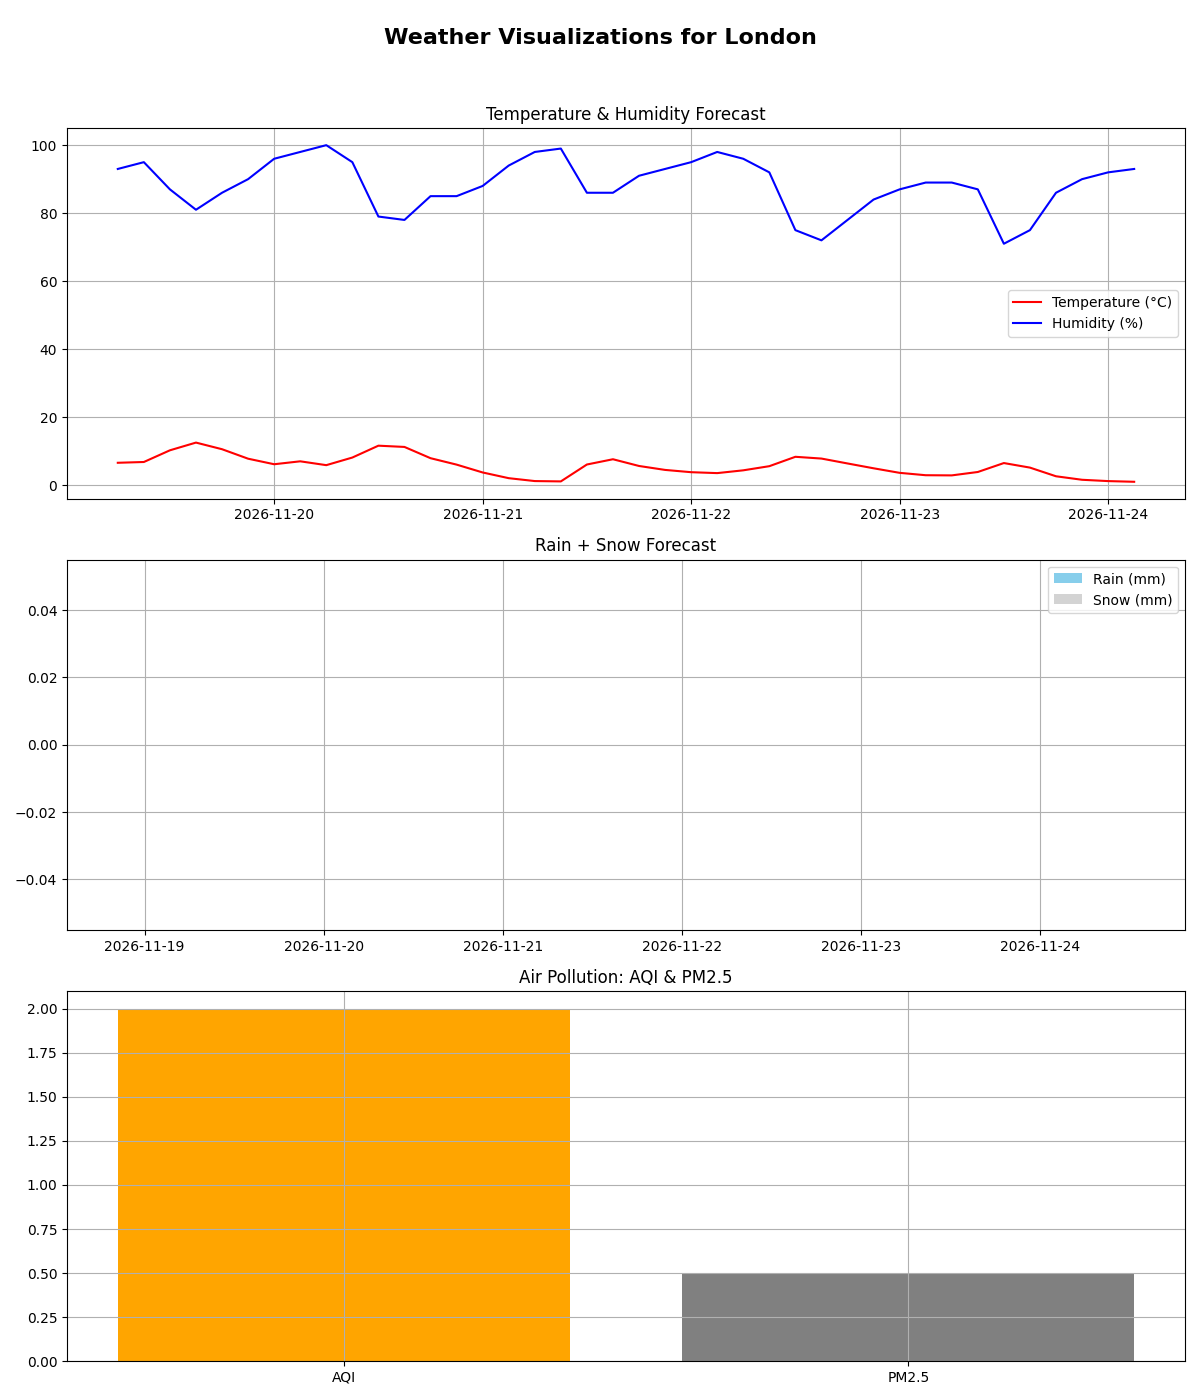 Weather Visualizations for London
Temperature & Humidity Forecast
100
80
60
40
20
0
Temperature (°C)
Humidity (%)
2026-11-20 2026-11-21 2026-11-22 2026-11-23 2026-11-24
Rain + Snow Forecast
Rain (mm)
Snow (mm)
0.04
0.02
0.00
−0.02
−0.04
2026-11-19 2026-11-20 2026-11-21 2026-11-22 2026-11-23 2026-11-24
Air Pollution: AQI & PM2.5
2.00
1.75
1.50
1.25
1.00
0.75
0.50
0.25
0.00
AQI PM2.5